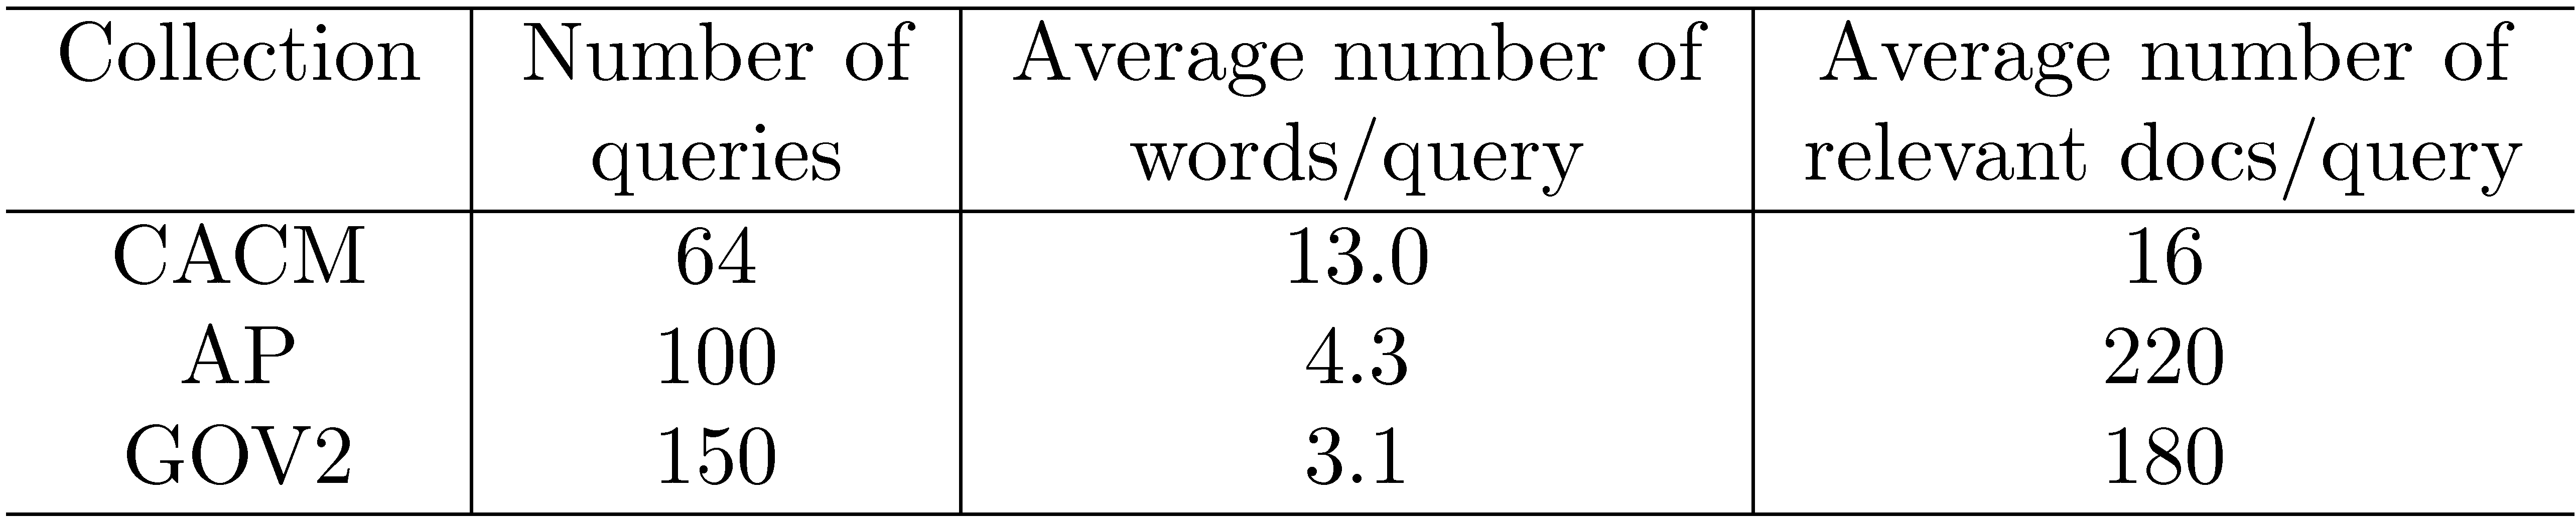 Collection Number of Average number of Average number of
queries words/query relevant docs/query
CACM 64 13.0 16
AP 100 4.3 220
GOV2 150 3.1 180